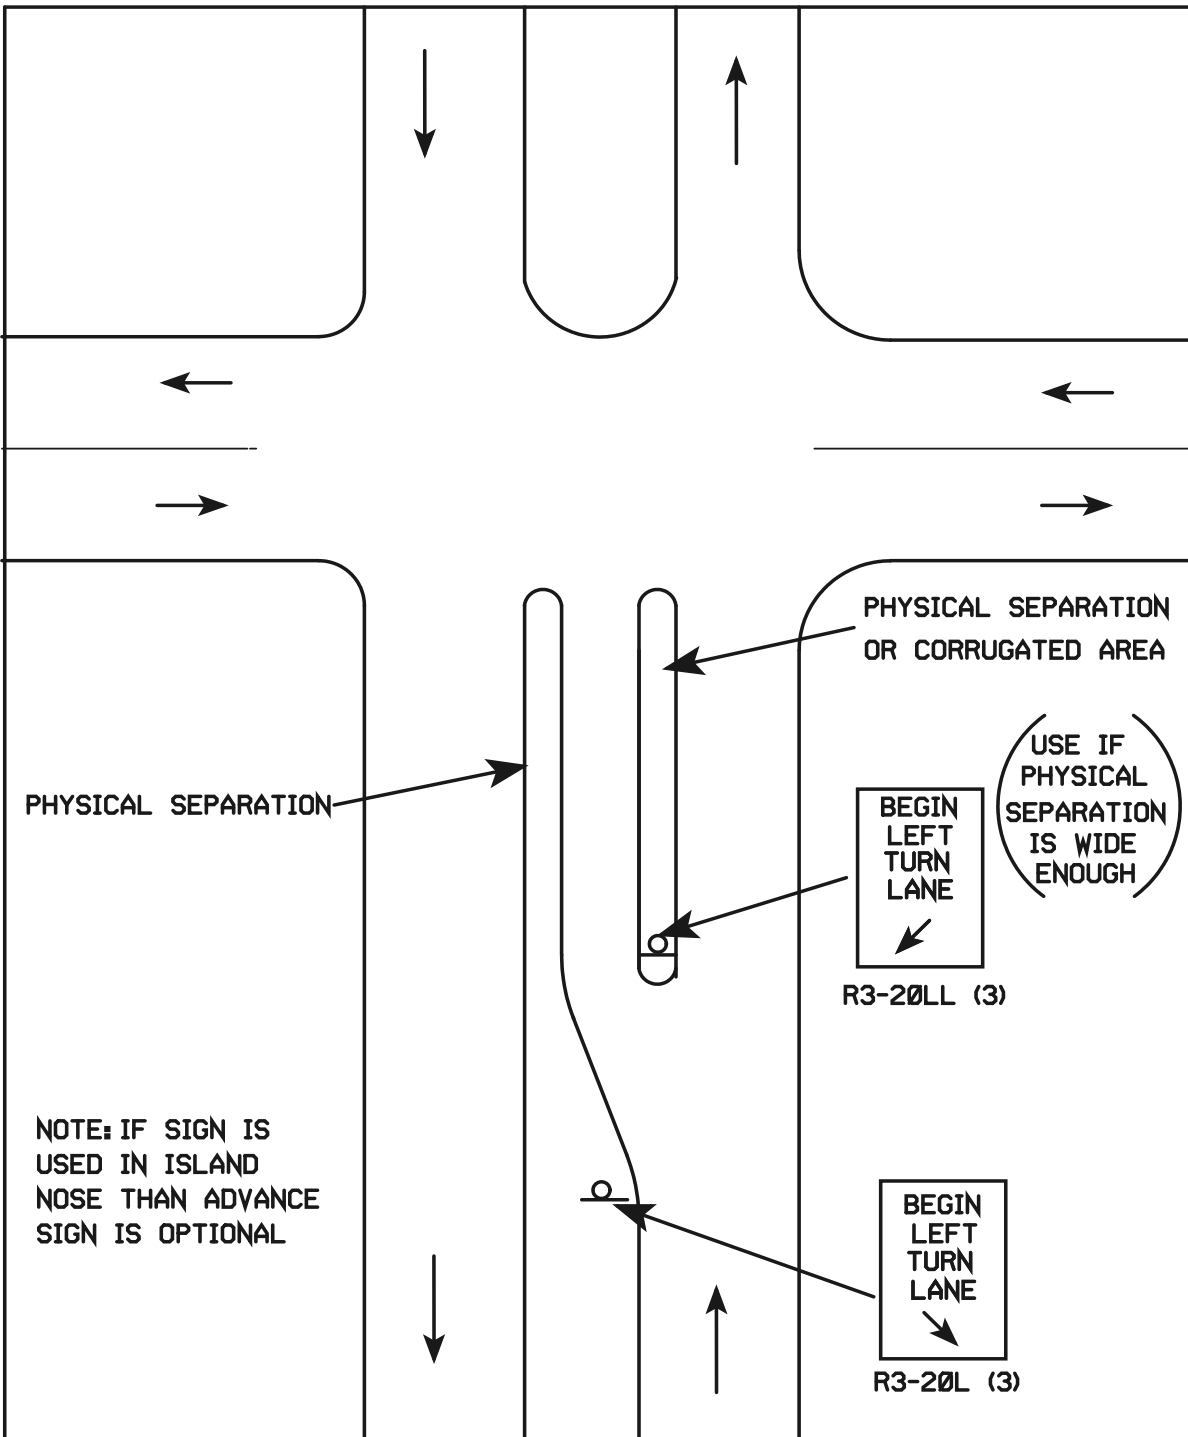 PHYSICAL SEPARATION
OR CORRUGATED AREA
USE IF
PHYSICAL
SEPARATION
IS WIDE
ENOUGH
PHYSICAL SEPARATION
BEGIN
LEFT
TURN
LANE
R3-20LL (3)
NOTE: IF SIGN IS
USED IN ISLAND
NOSE THAN ADVANCE
SIGN IS OPTIONAL
BEGIN
LEFT
TURN
LANE
R3-20L (3)